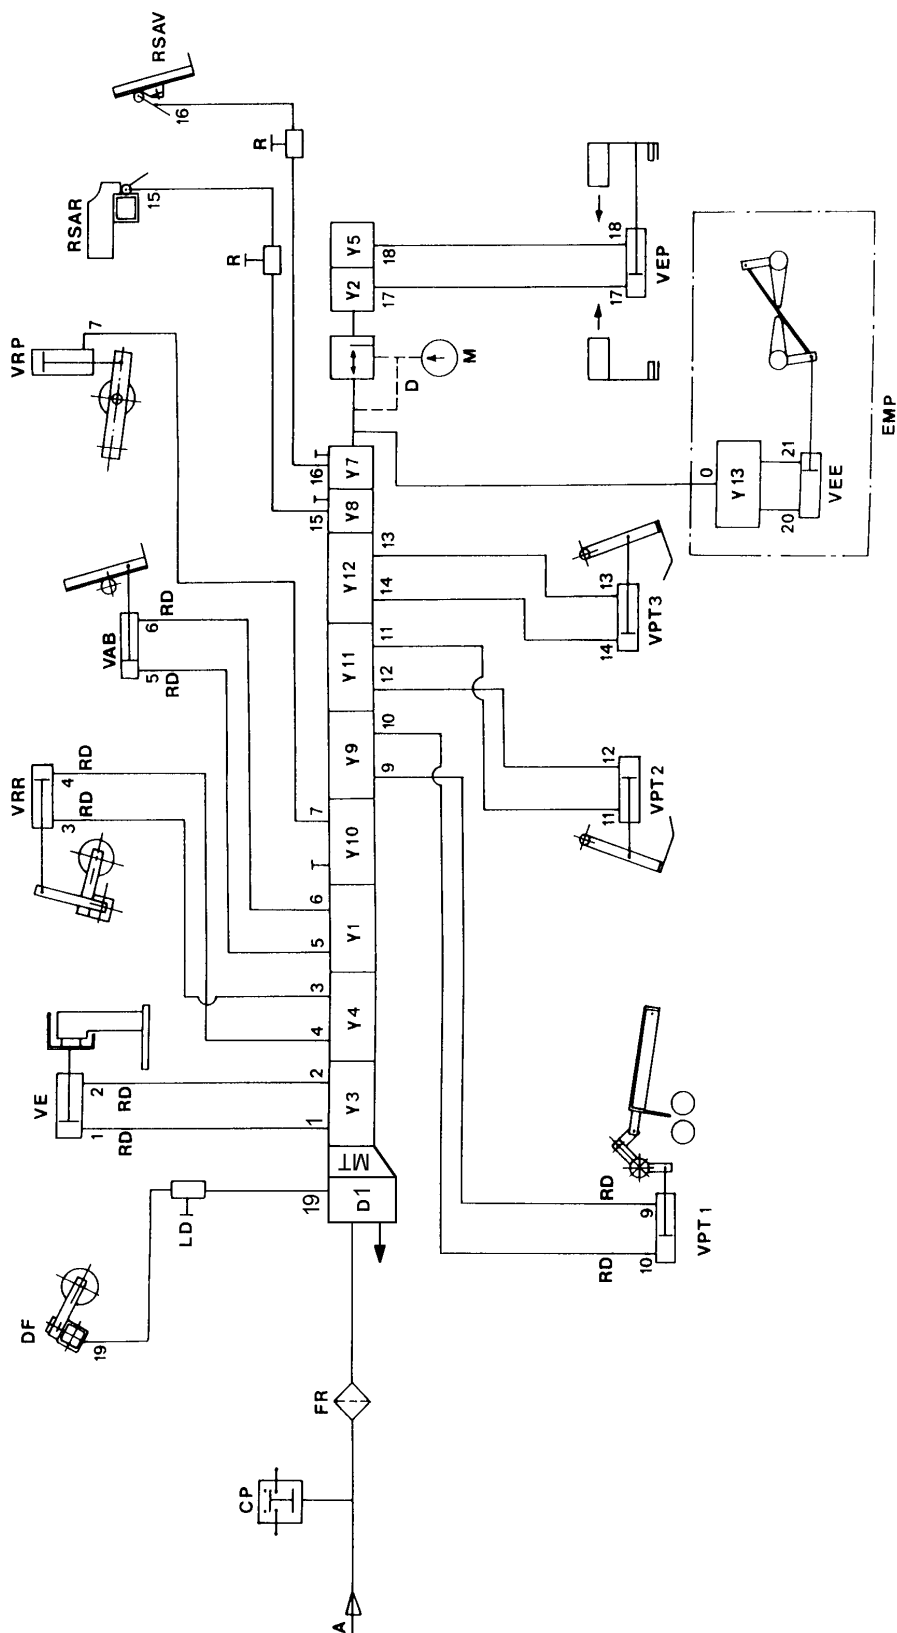 RSAV
16
RSAR
15
R
R
VRP
7
VAB
5
6
RD
RD
VRR
3
4
RD
RD
VE
1
2
RD
RD
DF
19
LD
19
D1
MT
1
2
Y3
4
3
Y4
5
6
Y1
7
Y10
9
10
Y9
12
11
Y11
14
13
Y12
15
Y8
16
Y7
Y2
Y5
17
18
D
M
17
18
VEP
0
Y13
20
21
VEE
EMP
14
13
VPT3
11
12
VPT2
RD
RD
10
9
VPT1
FR
CP
A